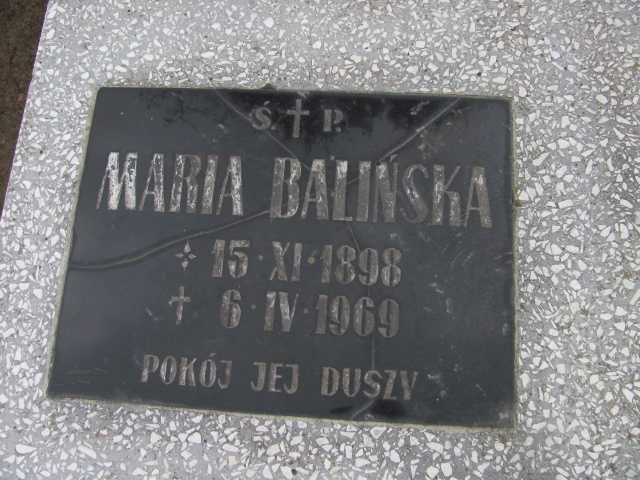 Ś. † P.
MARIA BALIŃSKA
15·XI·1898
† 6·IV·1969
POKÓJ JEJ DUSZY